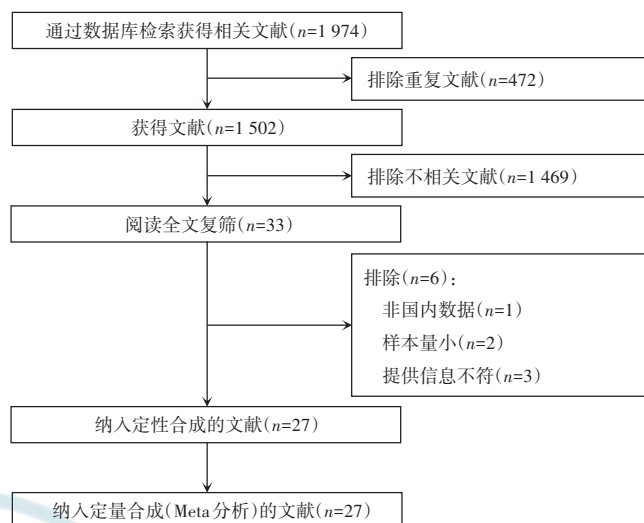 通过数据库检索获得相关文献(n=1 974)
排除重复文献(n=472)
获得文献(n=1 502)
排除不相关文献(n=1 469)
阅读全文复筛(n=33)
排除(n=6):
非国内数据(n=1)
样本量小(n=2)
提供信息不符(n=3)
纳入定性合成的文献(n=27)
纳入定量合成(Meta分析)的文献(n=27)